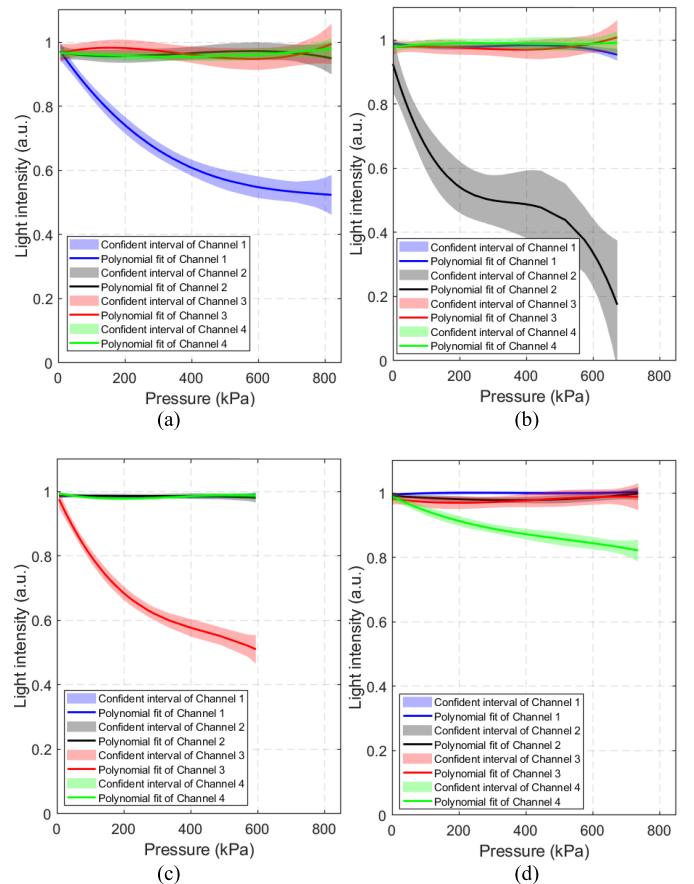 1
0.8
0.6
0.4
0.2
0
Light intensity (a.u.)
Confident interval of Channel 1
Polynomial fit of Channel 1
Confident interval of Channel 2
Polynomial fit of Channel 2
Confident interval of Channel 3
Polynomial fit of Channel 3
Confident interval of Channel 4
Polynomial fit of Channel 4
0 200 400 600 800
Pressure (kPa)
(a)
1
0.8
0.6
0.4
0.2
0
Light intensity (a.u.)
Confident interval of Channel 1
Polynomial fit of Channel 1
Confident interval of Channel 2
Polynomial fit of Channel 2
Confident interval of Channel 3
Polynomial fit of Channel 3
Confident interval of Channel 4
Polynomial fit of Channel 4
0 200 400 600 800
Pressure (kPa)
(b)
1
0.8
0.6
0.4
0.2
0
Light intensity (a.u.)
Confident interval of Channel 1
Polynomial fit of Channel 1
Confident interval of Channel 2
Polynomial fit of Channel 2
Confident interval of Channel 3
Polynomial fit of Channel 3
Confident interval of Channel 4
Polynomial fit of Channel 4
0 200 400 600 800
Pressure (kPa)
(c)
1
0.8
0.6
0.4
0.2
0
Light intensity (a.u.)
Confident interval of Channel 1
Polynomial fit of Channel 1
Confident interval of Channel 2
Polynomial fit of Channel 2
Confident interval of Channel 3
Polynomial fit of Channel 3
Confident interval of Channel 4
Polynomial fit of Channel 4
0 200 400 600 800
Pressure (kPa)
(d)